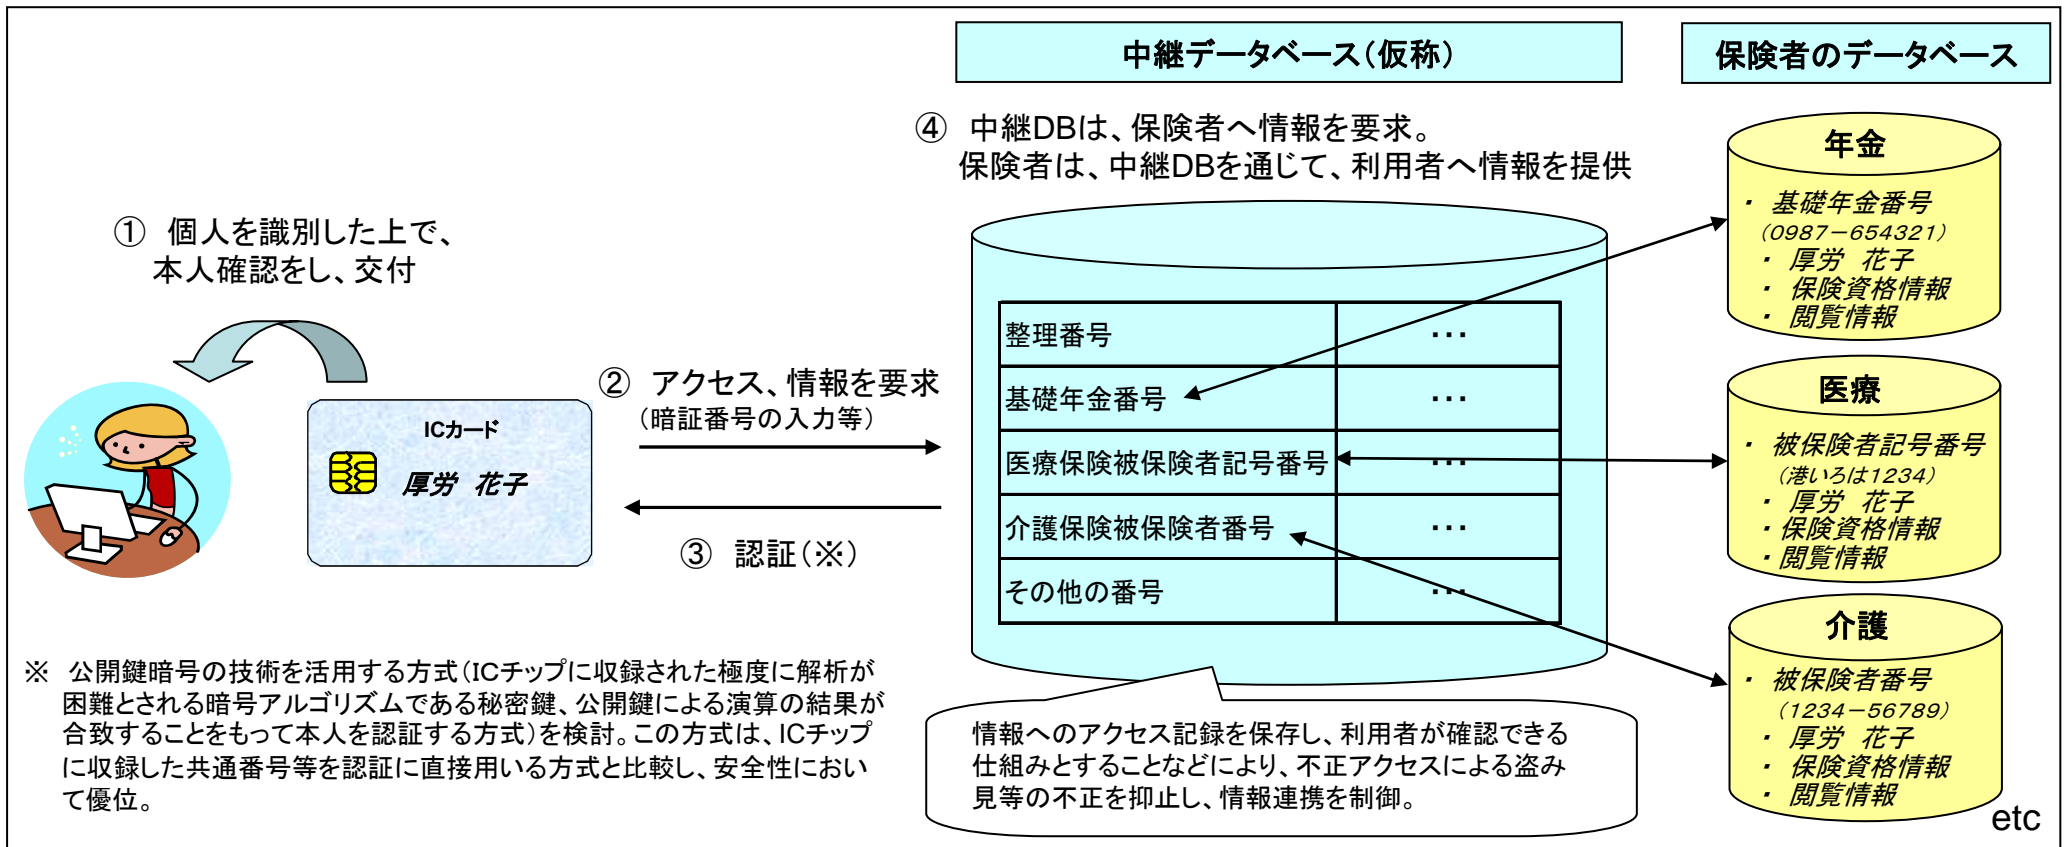 中継データベース（仮称）
保険者のデータベース
① 個人を識別した上で、
本人確認をし、交付
ICカード
厚労 花子
② アクセス、情報を要求
（暗証番号の入力等）
③ 認証（※）
④ 中継DBは、保険者へ情報を要求。
保険者は、中継DBを通じて、利用者へ情報を提供
整理番号 ・・・
基礎年金番号 ・・・
医療保険被保険者記号番号 ・・・
介護保険被保険者番号 ・・・
その他の番号 ・・・
年金
・ 基礎年金番号
（0987－654321）
・ 厚労 花子
・ 保険資格情報
・ 閲覧情報
医療
・ 被保険者記号番号
（港いろは1234）
・ 厚労 花子
・保険資格情報
・閲覧情報
介護
・ 被保険者番号
（1234－56789）
・ 厚労 花子
・ 保険資格情報
・ 閲覧情報
etc
※ 公開鍵暗号の技術を活用する方式（ICチップに収録された極度に解析が
困難とされる暗号アルゴリズムである秘密鍵、公開鍵による演算の結果が
合致することをもって本人を認証する方式）を検討。この方式は、ICチップ
に収録した共通番号等を認証に直接用いる方式と比較し、安全性におい
て優位。
情報へのアクセス記録を保存し、利用者が確認できる
仕組みとすることなどにより、不正アクセスによる盗み
見等の不正を抑止し、情報連携を制御。